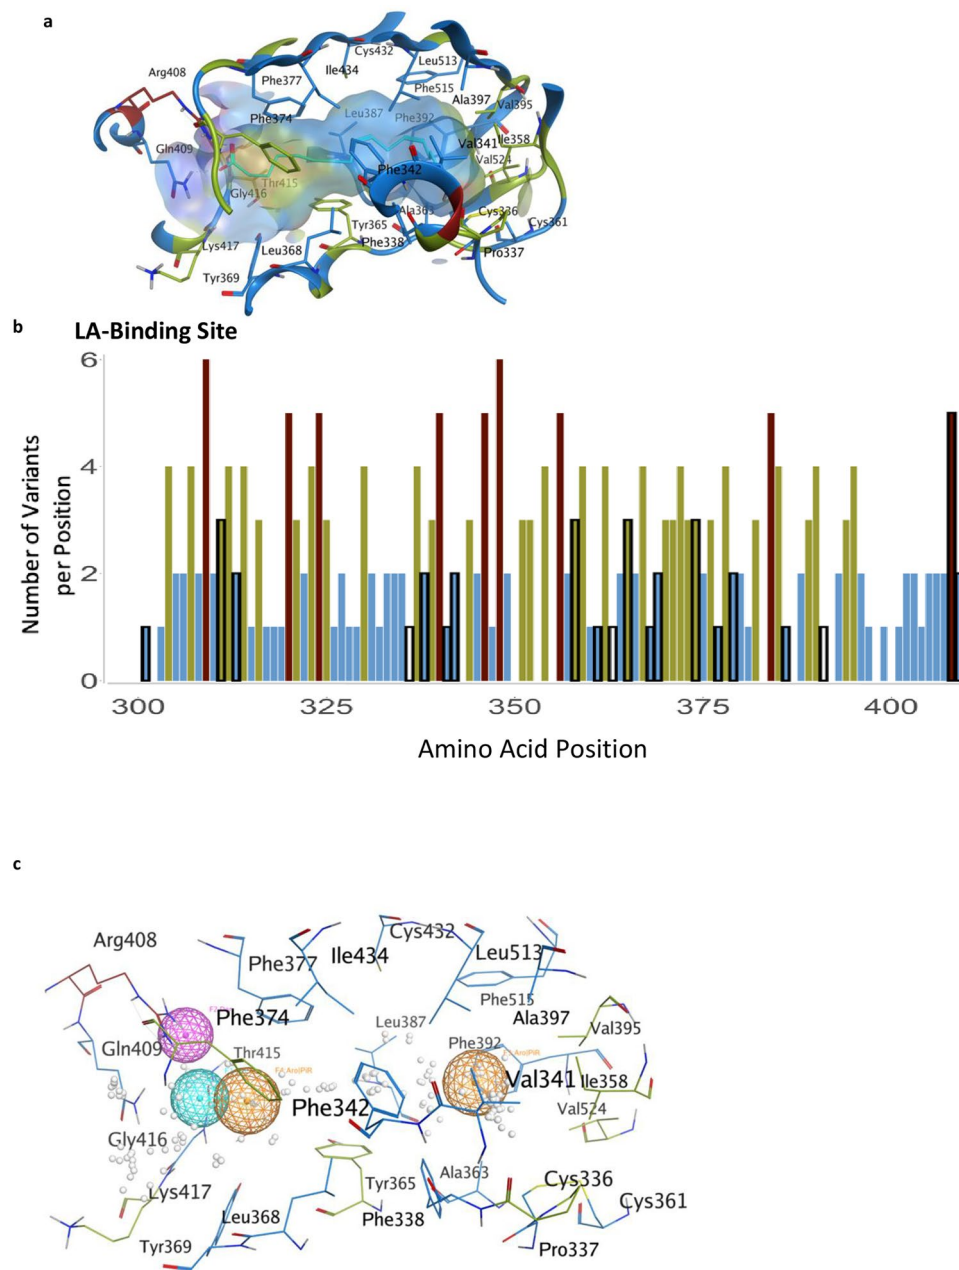 a
Cys432
Leu513
Arg408
Phe377
Ile434
Phe515
Ala397
Val395
Phe374
Leu387
Phe392
Gln409
Val341
Ile358
Val524
Phe342
Thr415
Gly416
Ala363
Cys336
Cys361
Tyr365
Lys417
Leu368
Phe338
Pro337
Tyr369
b
LA-Binding Site
6
4
2
0
Number of Variants
per Position
300
325
350
375
400
Amino Acid Position
c
Cys432
Arg408
Ile434
Leu513
Phe377
Phe515
Phe374
Leu387
Ala397
Val395
Gln409
Thr415
Phe392
Val341
Ile358
Phe342
Val524
Gly416
Ala363
Lys417
Tyr365
Cys336
Cys361
Leu368
Phe338
Tyr369
Pro337